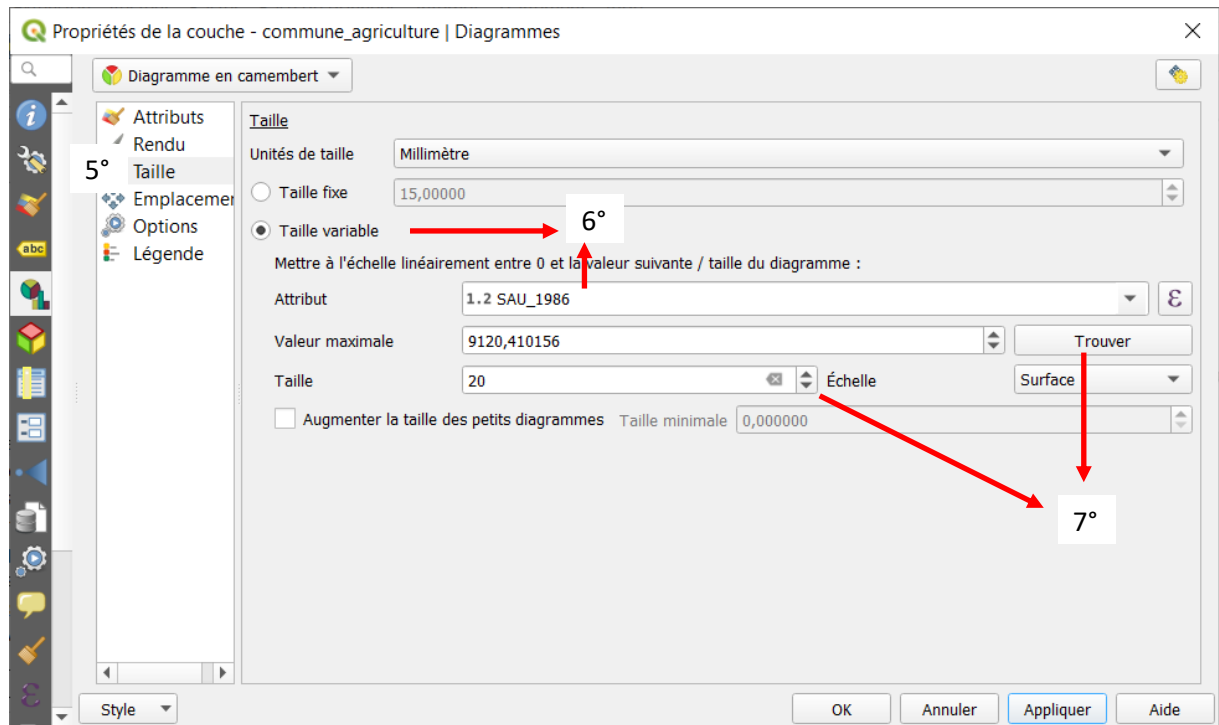 Propriétés de la couche - commune_agriculture | Diagrammes
Diagramme en camembert
Attributs
Rendu
5° Taille
Emplacemen
Options
Légende
Taille
Unités de taille Millimètre
Taille fixe 15,00000
Taille variable 6°
Mettre à l'échelle linéairement entre 0 et la valeur suivante / taille du diagramme :
Attribut 1.2 SAU_1986 ε
Valeur maximale 9120,410156 Trouver
Taille 20 Échelle Surface
Augmenter la taille des petits diagrammes Taille minimale 0,000000
7°
abc
Style OK Annuler Appliquer Aide